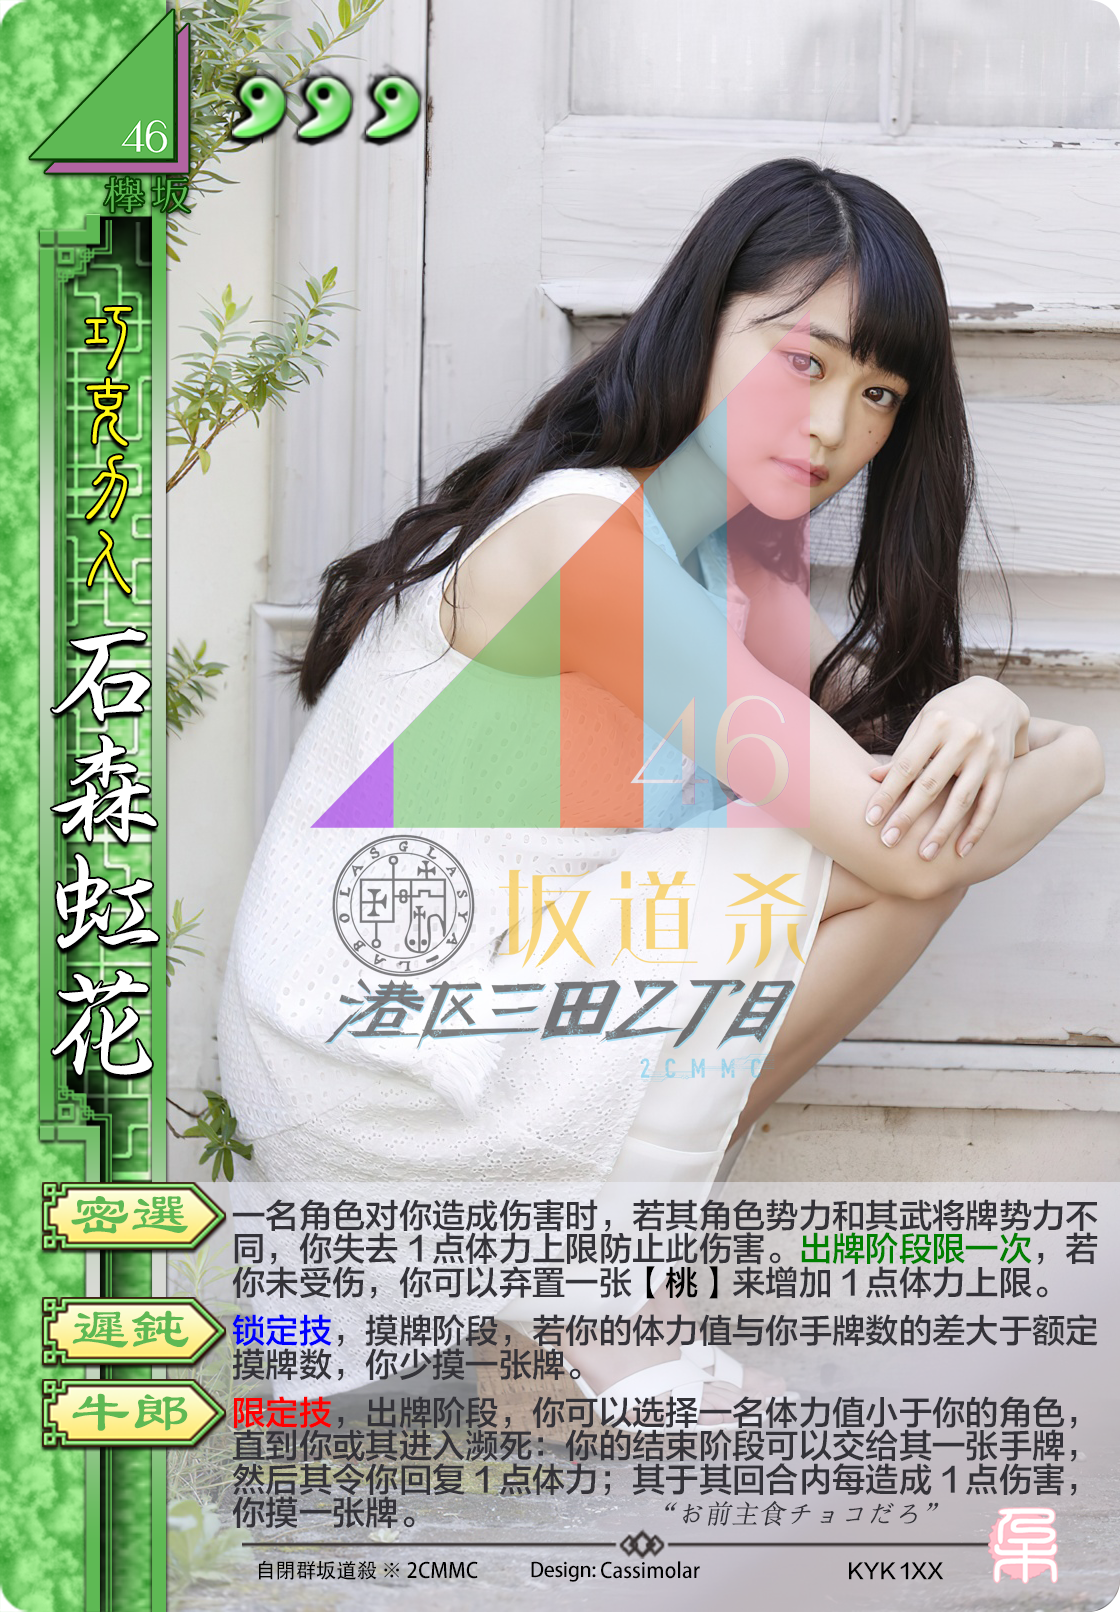 46
欅坂
巧克力人
石森虹花
46
LASGLASYA-LABO
坂道杀
港区三田乙丁目
2CMMC
密選
一名角色对你造成伤害时，若其角色势力和其武将牌势力不
同，你失去1点体力上限防止此伤害。出牌阶段限一次，若
你未受伤，你可以弃置一张【桃】来增加1点体力上限。
遲鈍
锁定技，摸牌阶段，若你的体力值与你手牌数的差大于额定
摸牌数，你少摸一张牌。
牛郎
限定技，出牌阶段，你可以选择一名体力值小于你的角色，
直到你或其进入濒死：你的结束阶段可以交给其一张手牌，
然后其令你回复1点体力；其于其回合内每造成1点伤害，
你摸一张牌。
“お前主食チョコだろ”
自閉群坂道殺 ※ 2CMMC
Design: Cassimolar
KYK 1XX